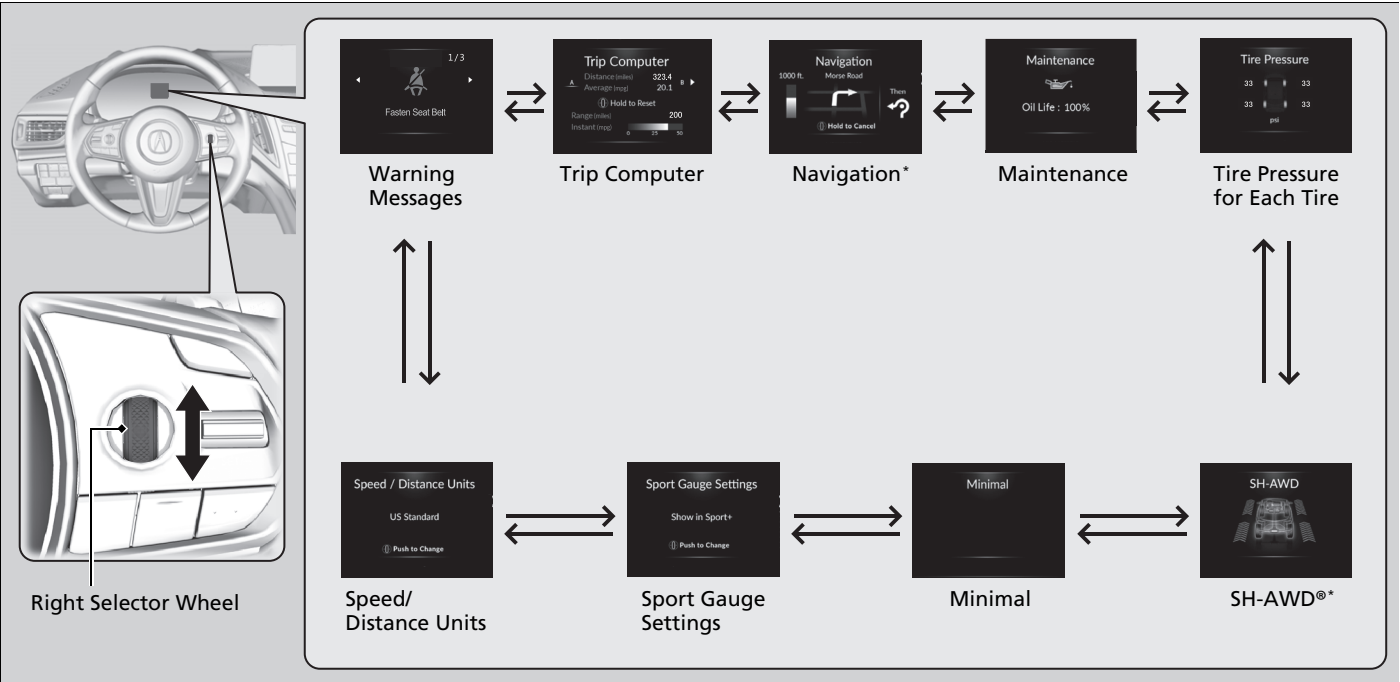 1/3
Fasten Seat Belt
Warning
Messages
Trip Computer
Distance (miles) 323.4
A Average (mpg) 20.1 B
Hold to Reset
Range (miles) 200
Instant (mpg)
0 25 50
Trip Computer
Navigation
1000 ft. Morse Road
Then
Hold to Cancel
Navigation*
Maintenance
Oil Life : 100%
Maintenance
Tire Pressure
33 33
33 33
psi
Tire Pressure
for Each Tire
Speed / Distance Units
US Standard
Push to Change
Speed/
Distance Units
Sport Gauge Settings
Show in Sport+
Push to Change
Sport Gauge
Settings
Minimal
Minimal
SH-AWD
SH-AWD®*
Right Selector Wheel